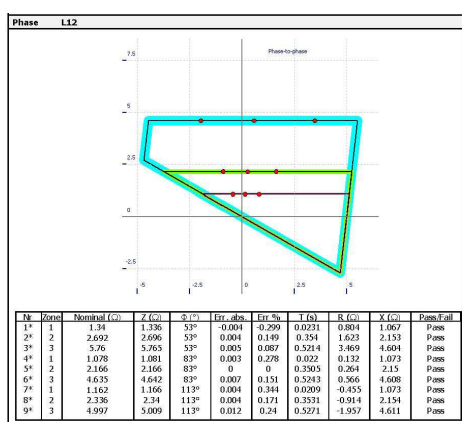 Phase L12
7.5
Phase-to-phase
5
2.5
0
-2.5
-5 -2.5 0 2.5 5
Nr Zone Nominal (Ω) Z (Ω) Φ (°) Err. abs. Err % T (s) R (Ω) X (Ω) Pass/Fail
1* 1 1.34 1.336 53° -0.004 -0.299 0.0231 0.804 1.067 Pass
2* 2 2.692 2.696 53° 0.004 0.149 0.354 1.623 2.153 Pass
3* 3 5.76 5.765 53° 0.005 0.087 0.5214 3.469 4.604 Pass
4* 1 1.078 1.081 83° 0.003 0.278 0.022 0.132 1.073 Pass
5* 2 2.166 2.166 83° 0 0 0.3505 0.264 2.15 Pass
6* 3 4.635 4.642 83° 0.007 0.151 0.5243 0.566 4.608 Pass
7* 1 1.162 1.166 113° 0.004 0.344 0.0209 -0.455 1.073 Pass
8* 2 2.336 2.34 113° 0.004 0.171 0.3531 -0.914 2.154 Pass
9* 3 4.997 5.009 113° 0.012 0.24 0.5271 -1.957 4.611 Pass